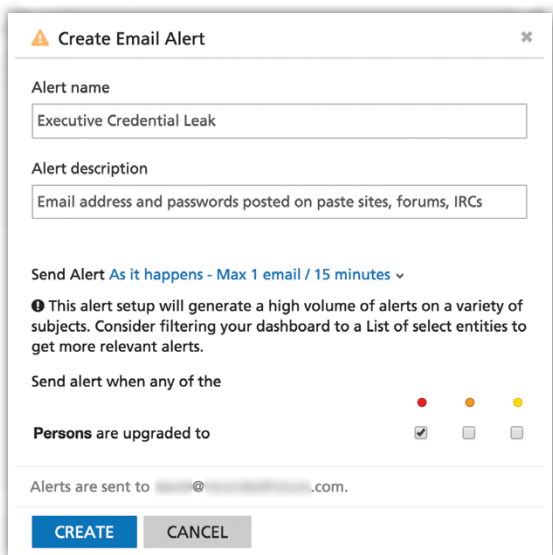 Create Email Alert
Alert name
Executive Credential Leak
Alert description
Email address and passwords posted on paste sites, forums, IRCs
Send Alert As it happens - Max 1 email / 15 minutes
This alert setup will generate a high volume of alerts on a variety of
subjects. Consider filtering your dashboard to a List of select entities to
get more relevant alerts.
Send alert when any of the
Persons are upgraded to
Alerts are sent to @ .com.
CREATE CANCEL